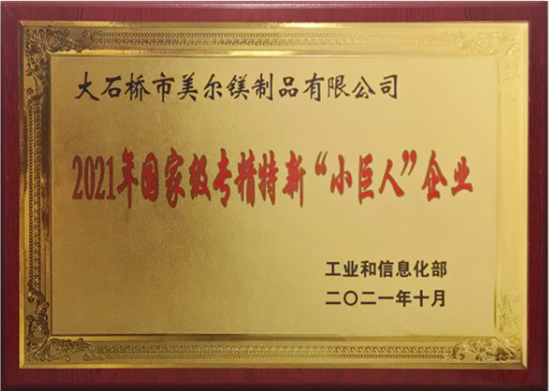 大石桥市美尔镁制品有限公司
2021年国家级专精特新“小巨人”企业
工业和信息化部
二〇二一年十月